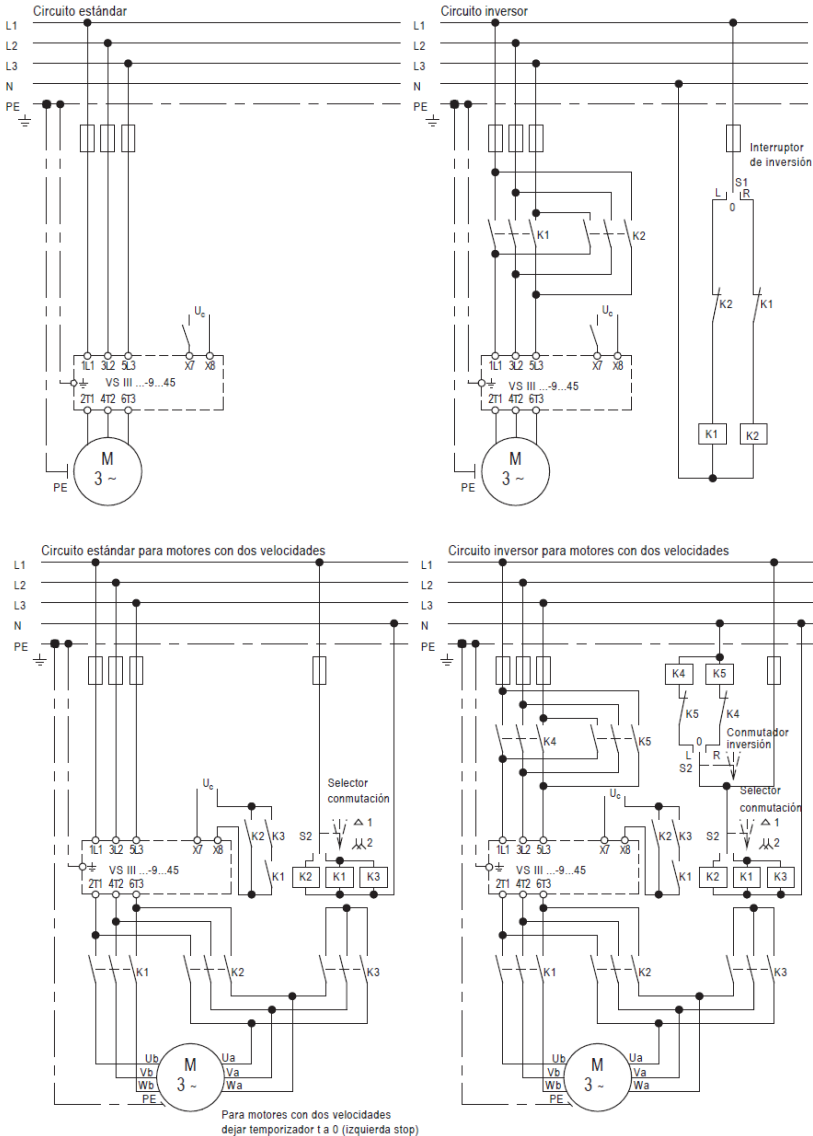 Circuito estándar
L1
L2
L3
N
PE
U_c
1L1 3L2 5L3 X7 X8
VS III ...-9...45
2T1 4T2 6T3
M
3 ~
PE
Circuito inversor
L1
L2
L3
N
PE
Interruptor
de inversión
S1
L R
0
K1 K2
K2 K1
U_c
1L1 3L2 5L3 X7 X8
VS III ...-9...45
2T1 4T2 6T3
K1 K2
M
3 ~
PE
Circuito estándar para motores con dos velocidades
L1
L2
L3
N
PE
U_c
Selector
conmutación
K2 K3
S2
△ 1
2
1L1 3L2 5L3 X7 X8
K1
VS III ...-9...45
K2 K1 K3
2T1 4T2 6T3
K1 K2 K3
Ub Ua
Vb M Va
Wb 3 ~ Wa
PE
Para motores con dos velocidades
dejar temporizador t a 0 (izquierda stop)
Circuito inversor para motores con dos velocidades
L1
L2
L3
N
PE
K4 K5
K5 K4
K4 K5
0
L R
S2
Conmutador
inversión
U_c
Selector
conmutación
K2 K3
S2
△ 1
2
1L1 3L2 5L3 X7 X8
K1
VS III ...-9...45
K2 K1 K3
2T1 4T2 6T3
K1 K2 K3
Ub Ua
Vb M Va
Wb 3 ~ Wa
PE